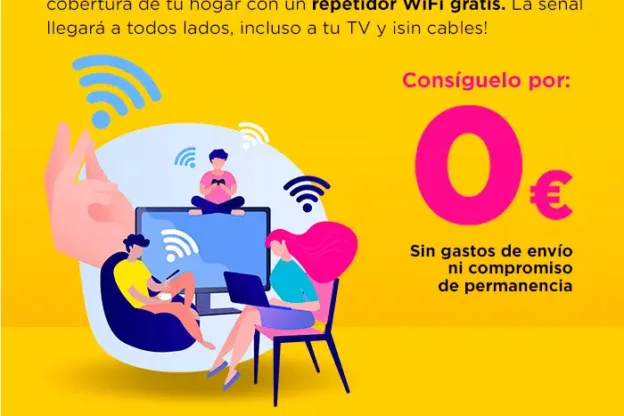 cobertura de tu hogar con un repetidor WiFi gratis. La señal
llegará a todos lados, incluso a tu TV y ¡sin cables!
Consíguelo por:
0€
Sin gastos de envío
ni compromiso
de permanencia